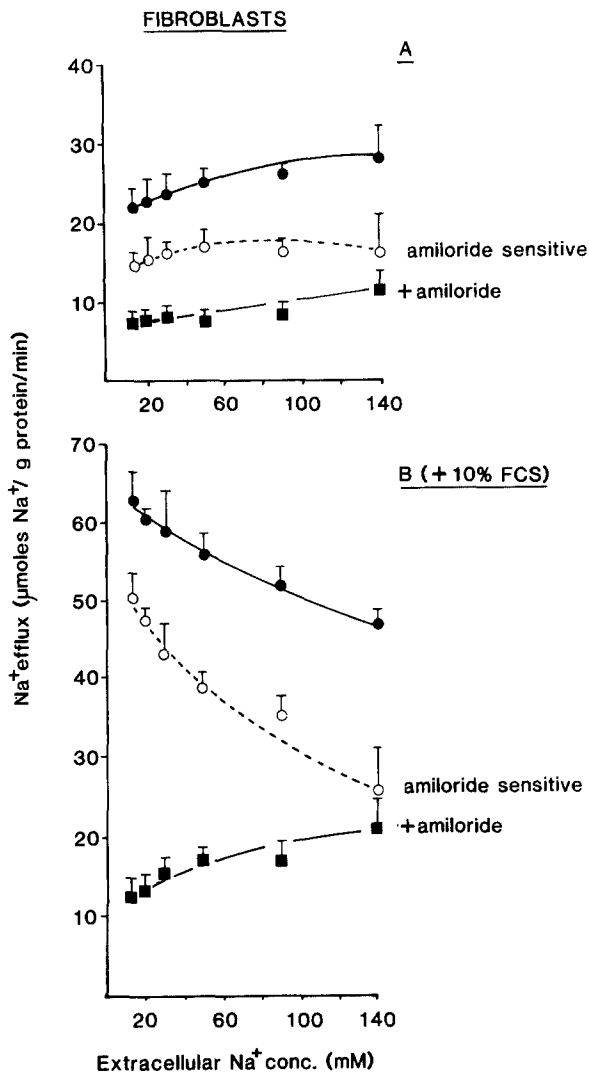 FIBROBLASTS
A
40
30
20
10
amiloride sensitive
+ amiloride
20 60 100 140
Na+ efflux (μmoles Na+/ g protein/min)
70
60
50
40
30
20
10
B (+ 10% FCS)
amiloride sensitive
+ amiloride
20 60 100 140
Extracellular Na+ conc. (mM)